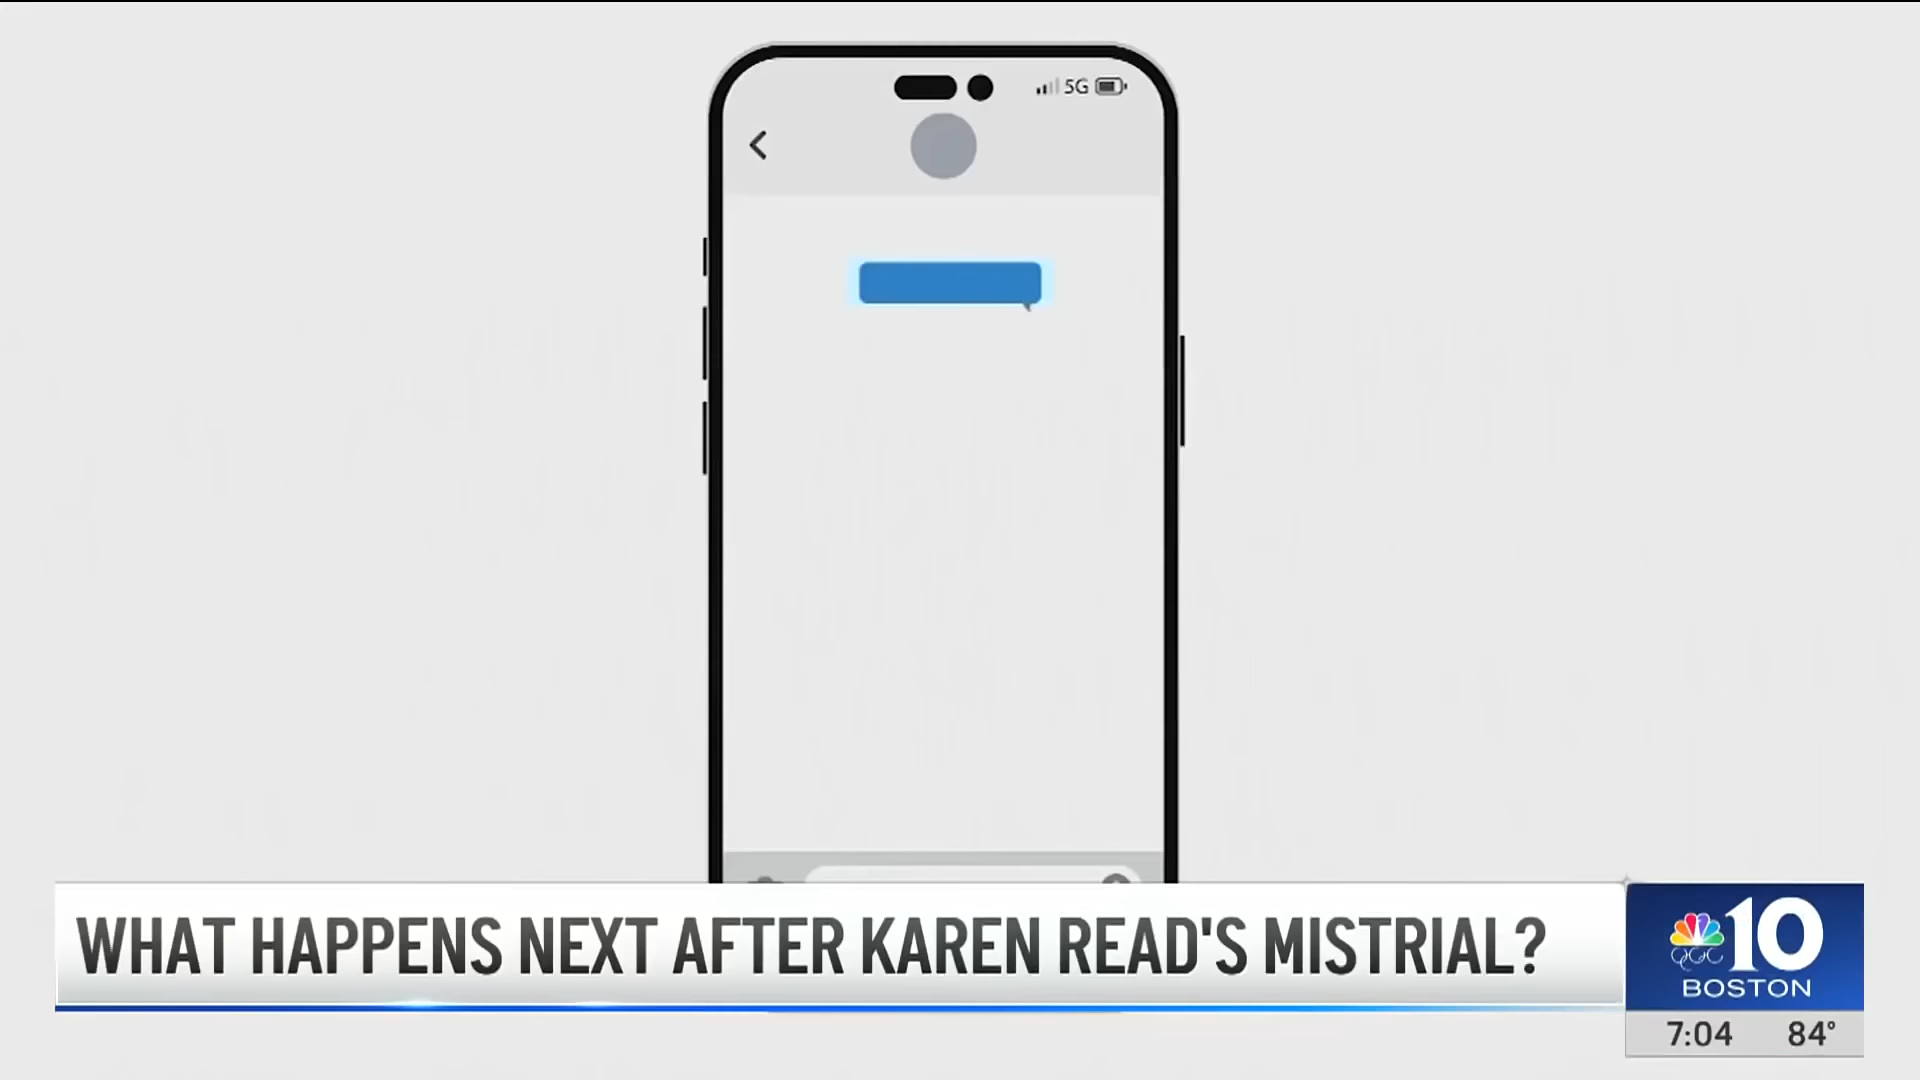 5G
WHAT HAPPENS NEXT AFTER KAREN READ'S MISTRIAL?
10
BOSTON
7:04 84°